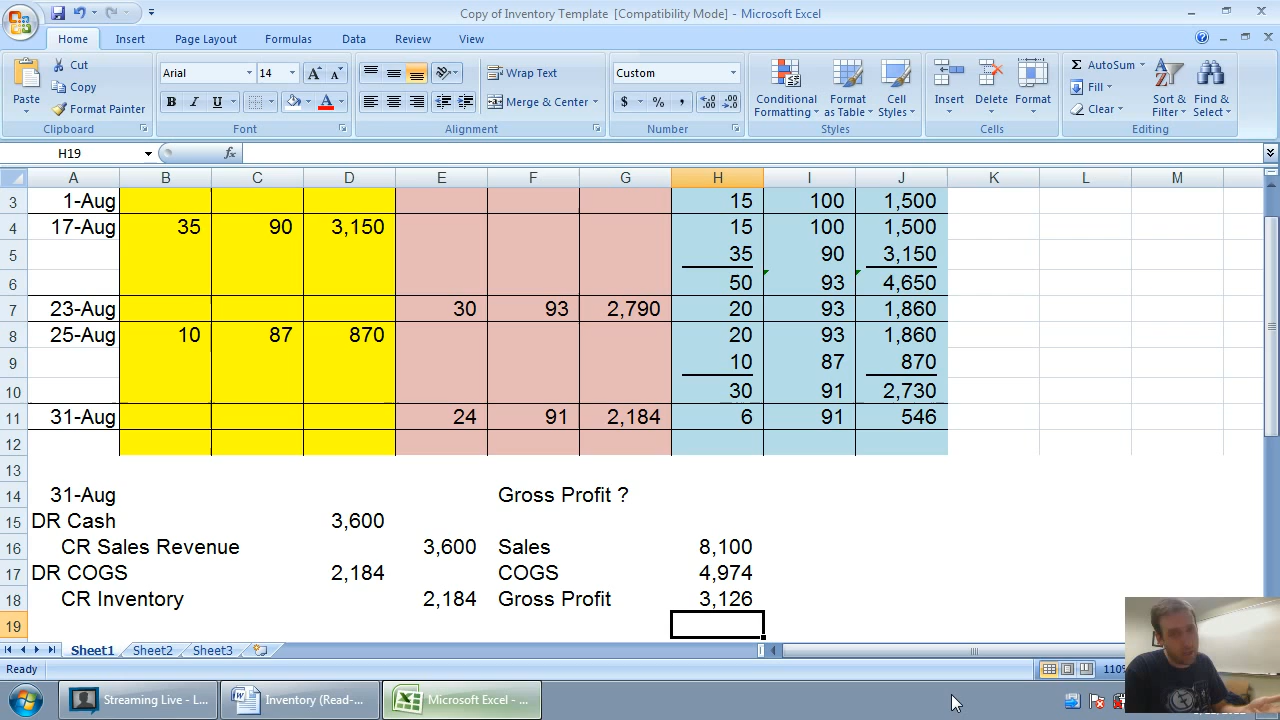 Copy of Inventory Template [Compatibility Mode] - Microsoft Excel
Home Insert Page Layout Formulas Data Review View
Cut Arial 14 Wrap Text Custom AutoSum
Paste Copy Conditional Formatting Format as Table Cell Styles Insert Delete Format Fill Sort & Filter Find & Select
Format Painter B I U A Merge & Center $ % , Clear
Clipboard Font Alignment Number Styles Cells Editing
H19 fx
A B C D E F G H I J K L M
3 1-Aug 15 100 1,500
4 17-Aug 35 90 3,150 15 100 1,500
5 35 90 3,150
6 50 93 4,650
7 23-Aug 30 93 2,790 20 93 1,860
8 25-Aug 10 87 870 20 93 1,860
9 10 87 870
10 30 91 2,730
11 31-Aug 24 91 2,184 6 91 546
12
13
14 31-Aug Gross Profit ?
15 DR Cash 3,600
16 CR Sales Revenue 3,600 Sales 8,100
17 DR COGS 2,184 COGS 4,974
18 CR Inventory 2,184 Gross Profit 3,126
19
Sheet1 Sheet2 Sheet3
Ready 110%
Streaming Live - L... Inventory (Read-... Microsoft Excel - ...